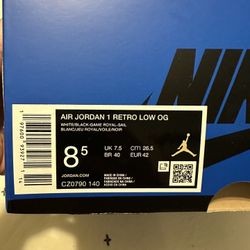 NIKE
AIR JORDAN 1 RETRO LOW OG
WHITE/BLACK-GAME ROYAL-SAIL
BLANC/JEU ROYAL/VOILE/NOIR
8.5
UK 7.5 CM 26.5
BR 40 EUR 42
JORDAN.COM
CZ0790 140